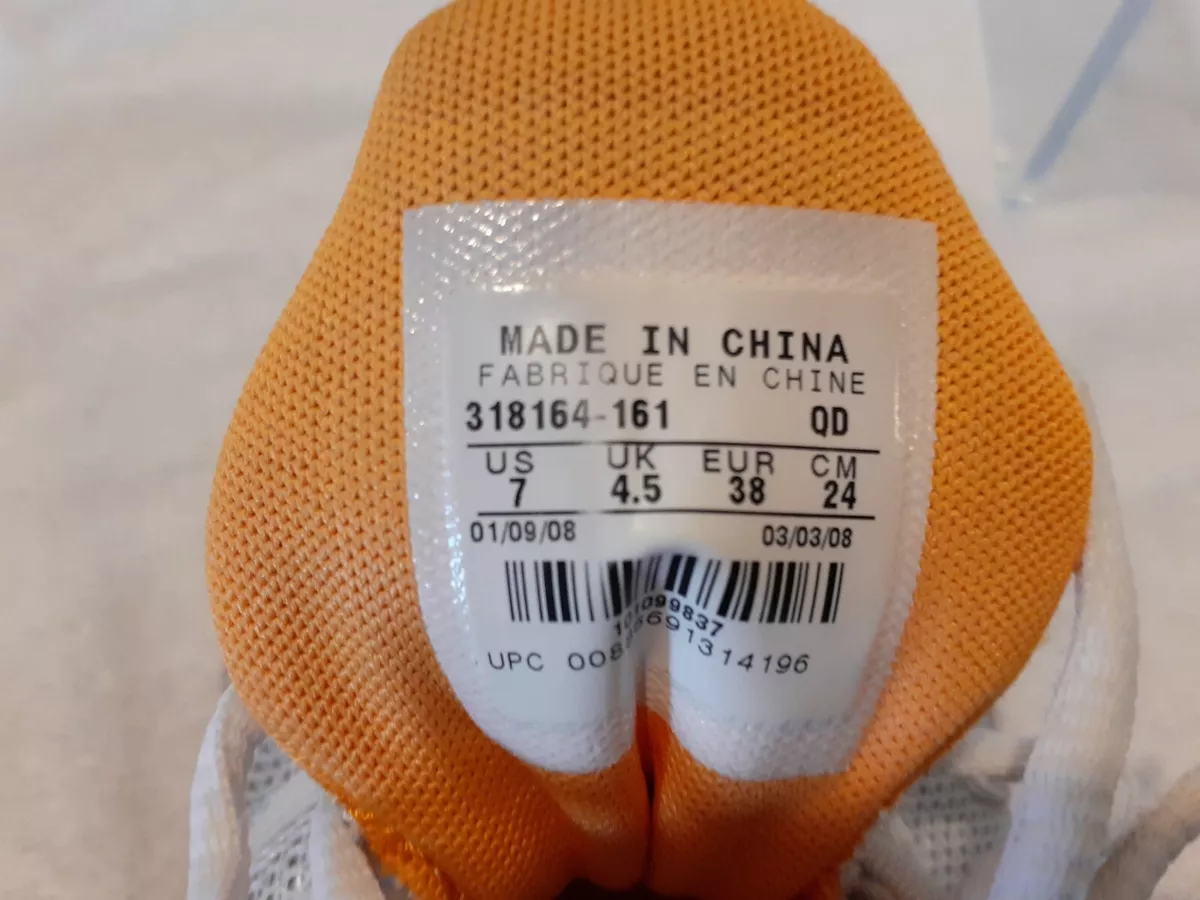 MADE IN CHINA
FABRIQUE EN CHINE
318164-161 QD
US UK EUR CM
7 4.5 38 24
01/09/08 03/03/08
UPC